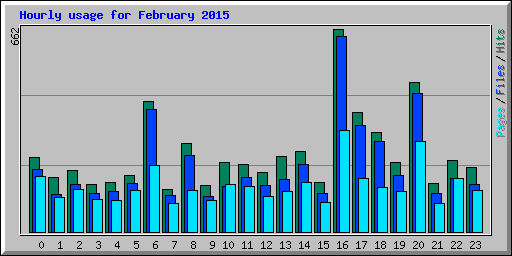 Hourly usage for February 2015
662
Pages / Files / Hits
0 1 2 3 4 5 6 7 8 9 10 11 12 13 14 15 16 17 18 19 20 21 22 23